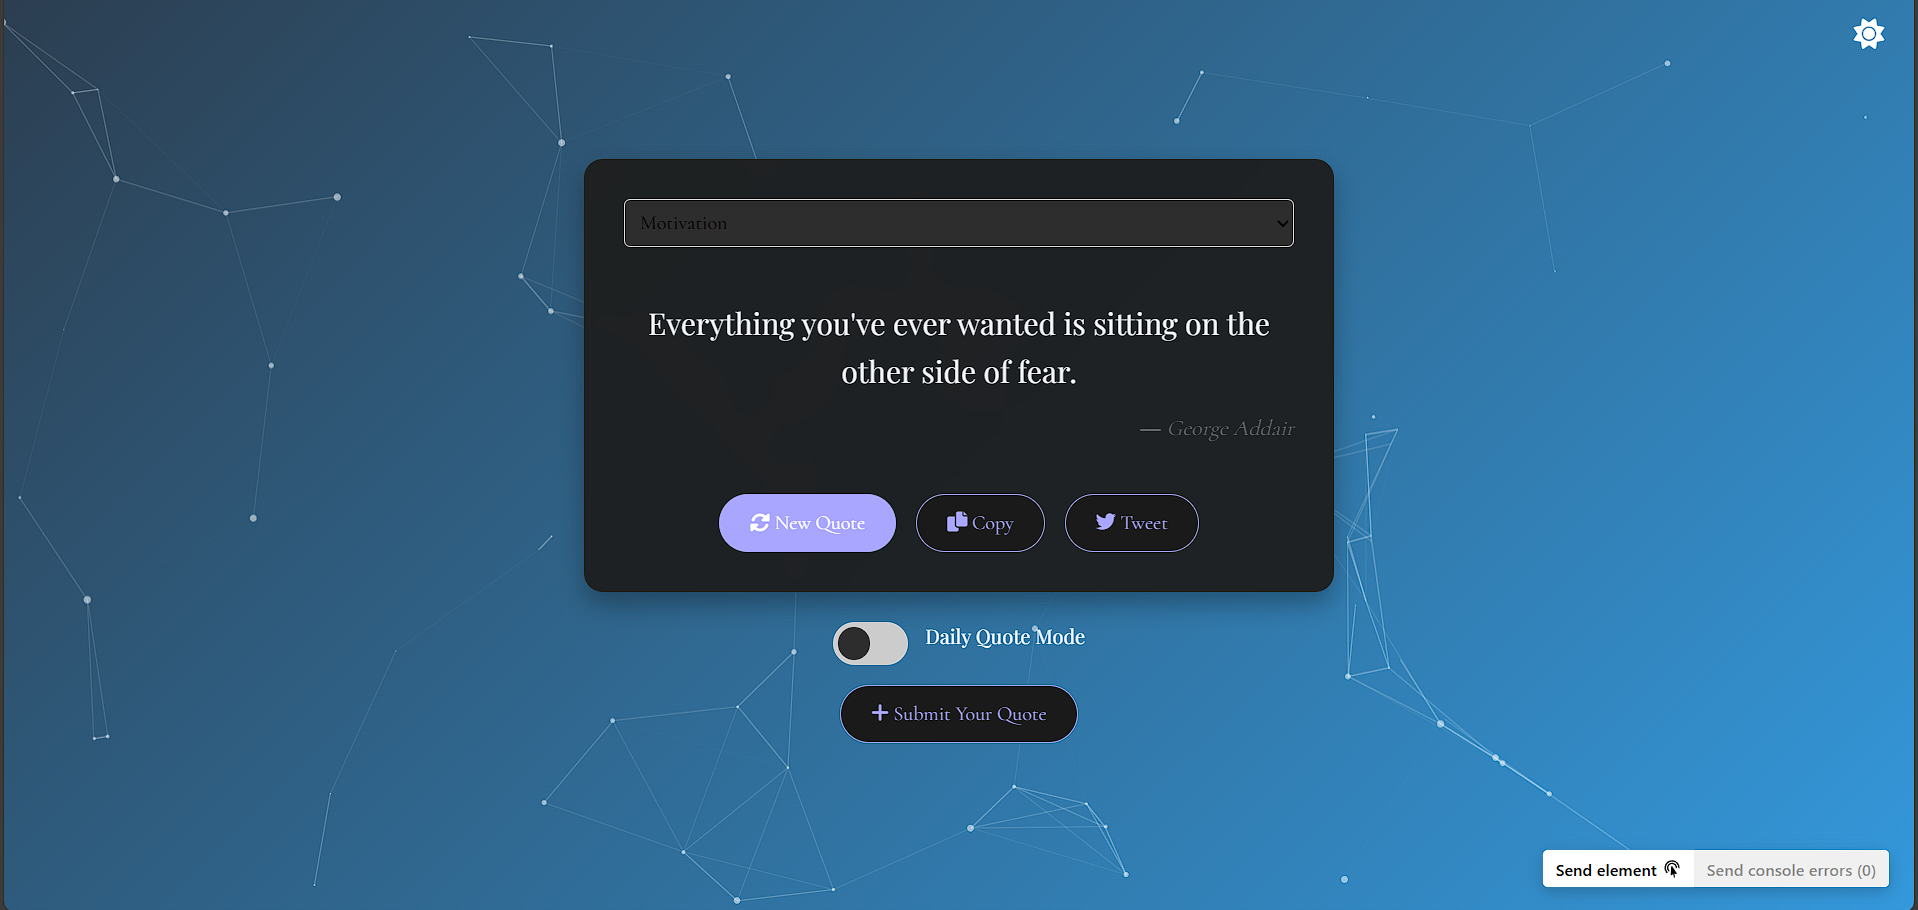 Motivation
Everything you've ever wanted is sitting on the
other side of fear.
— George Addair
New Quote
Copy
Tweet
Daily Quote Mode
Submit Your Quote
Send element
Send console errors (0)